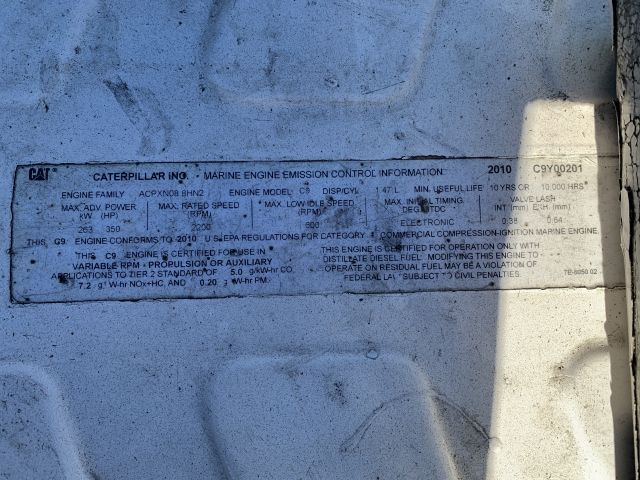 CAT CATERPILLAR INC. - MARINE ENGINE EMISSION CONTROL INFORMATION 2010 C9Y00201
ENGINE FAMILY ACPXN08.8HN2 ENGINE MODEL C9 DISP/CYL 1.47 L MIN. USEFUL LIFE 10 YRS OR 10,000 HRS
MAX. ADV. POWER MAX. RATED SPEED MAX. LOW IDLE SPEED MAX. INITIAL TIMING VALVE LASH
kW (HP) (RPM) (RPM) DEG BTDC INT (mm) EXH. (mm)
263 350 2200 600 ELECTRONIC 0.38 0.64
THIS C9 ENGINE CONFORMS TO 2010 U.S. EPA REGULATIONS FOR CATEGORY 1 COMMERCIAL COMPRESSION-IGNITION MARINE ENGINE.
THIS C9 ENGINE IS CERTIFIED FOR USE IN
VARIABLE RPM - PROPULSION OR AUXILIARY
APPLICATIONS TO TIER 2 STANDARD OF 5.0 g/kW-hr CO
7.2 g W-hr NOx+HC, AND 0.20 g W-hr PM.
THIS ENGINE IS CERTIFIED FOR OPERATION ONLY WITH
DISTILLATE DIESEL FUEL. MODIFYING THIS ENGINE TO
OPERATE ON RESIDUAL FUEL MAY BE A VIOLATION OF
FEDERAL LAW SUBJECT TO CIVIL PENALTIES.
TE-6050 02